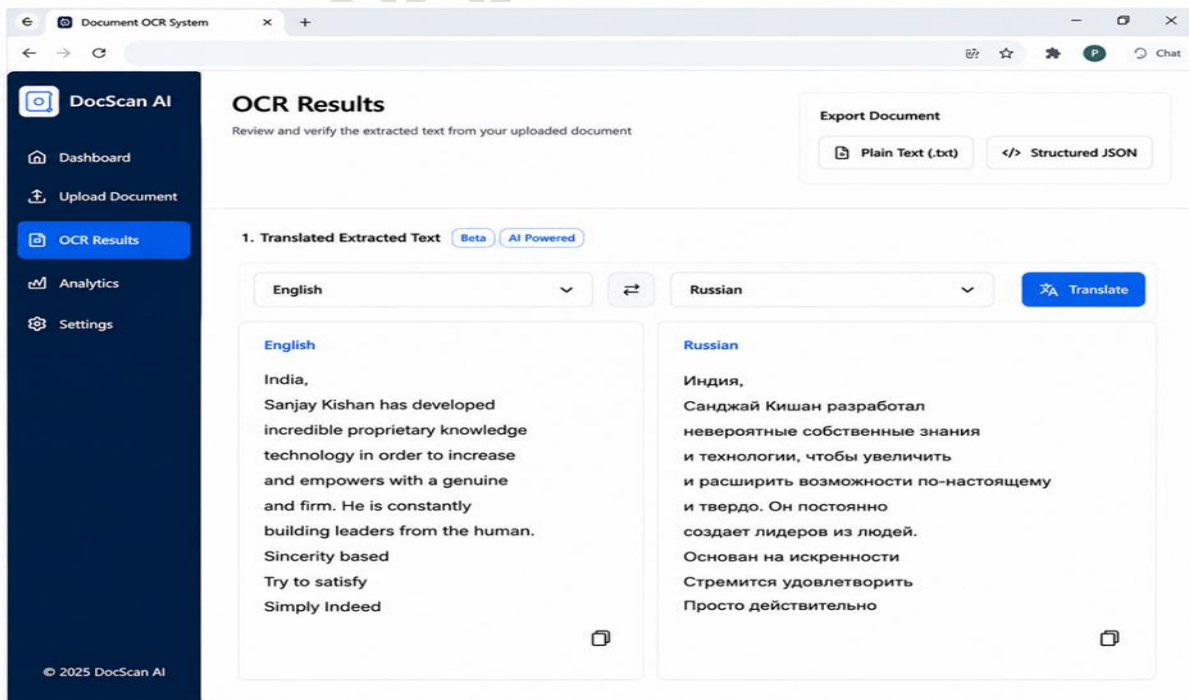 Document OCR System
Chat
DocScan AI
Dashboard
Upload Document
OCR Results
Analytics
Settings
© 2025 DocScan AI
OCR Results
Review and verify the extracted text from your uploaded document
Export Document
Plain Text (.txt)
</> Structured JSON
1. Translated Extracted Text Beta AI Powered
English
Russian
Translate
English
India,
Sanjay Kishan has developed
incredible proprietary knowledge
technology in order to increase
and empowers with a genuine
and firm. He is constantly
building leaders from the human.
Sincerity based
Try to satisfy
Simply Indeed
Russian
Индия,
Санджай Кишан разработал
невероятные собственные знания
и технологии, чтобы увеличить
и расширить возможности по-настоящему
и твердо. Он постоянно
создает лидеров из людей.
Основан на искренности
Стремится удовлетворить
Просто действительно